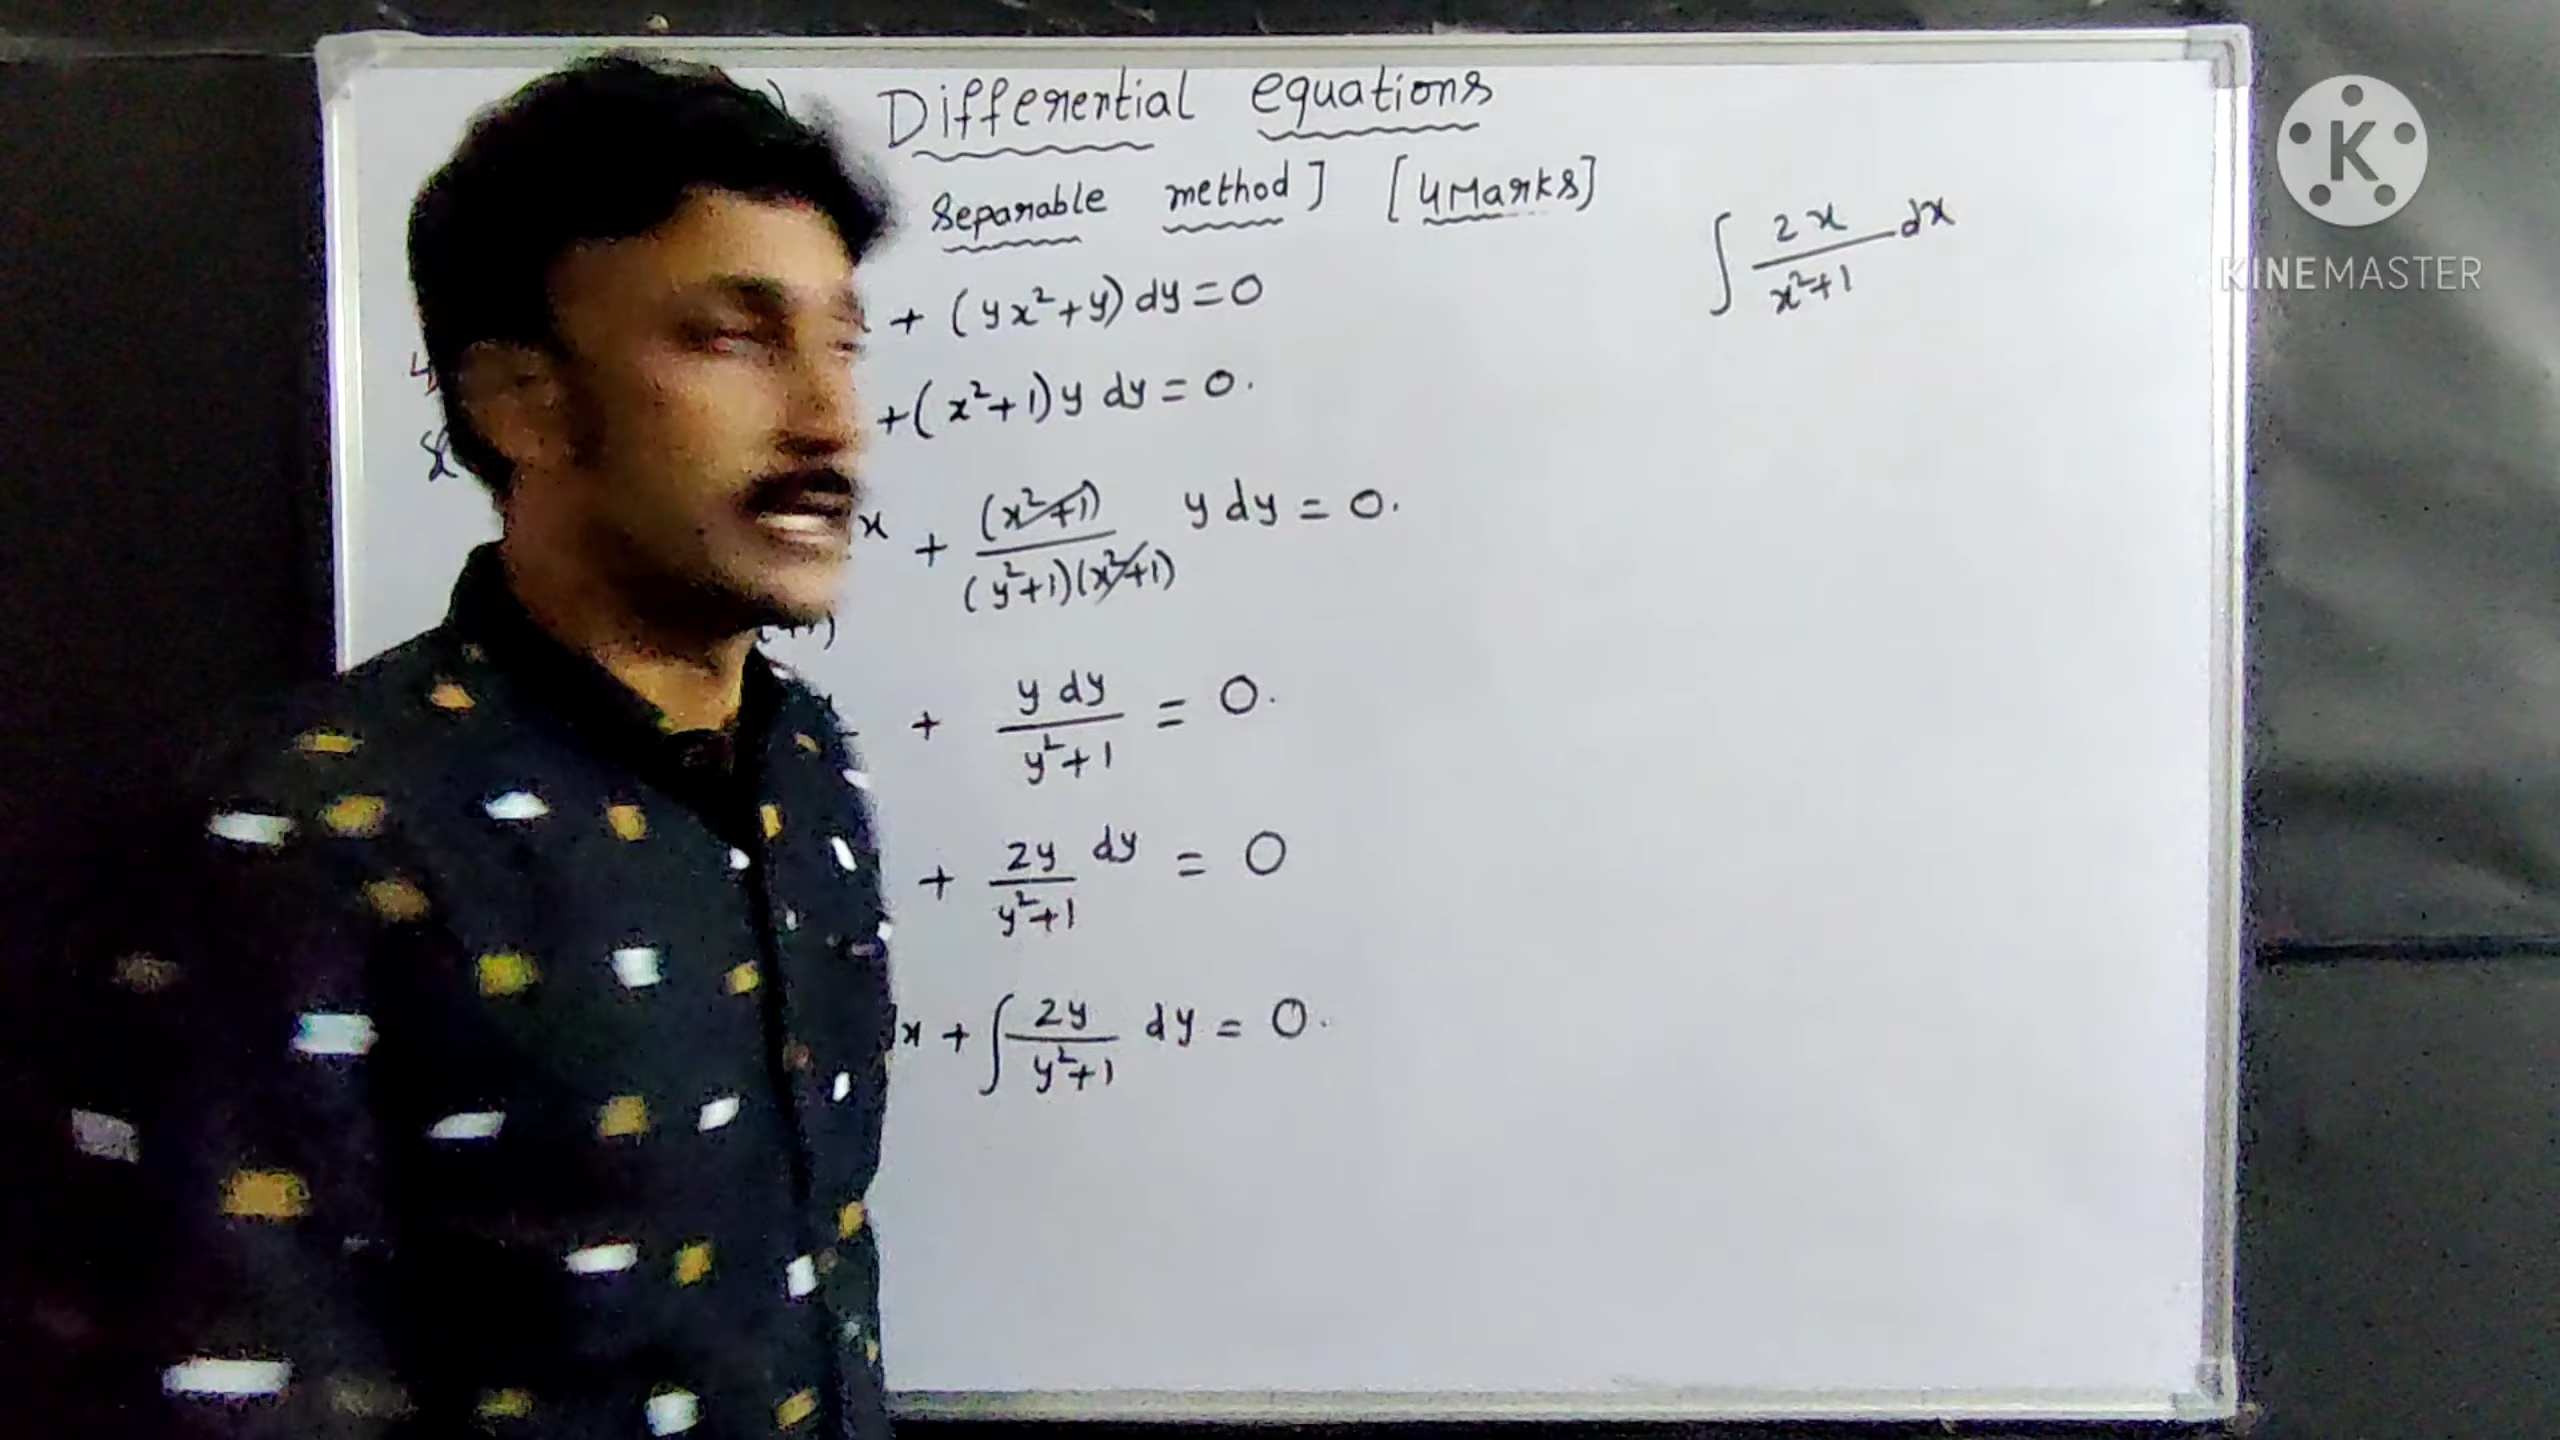 Differential equations
Separable method] [4Marks]
∫ 2x/(x²+1) dx
+ (yx²+y) dy = 0
+ (x²+1) y dy = 0.
x + (x²+1)/((y²+1)(x²+1)) y dy = 0.
+ y dy/(y²+1) = 0.
+ 2y/(y²+1) dy = 0
x + ∫ 2y/(y²+1) dy = 0.
K
KINEMASTER